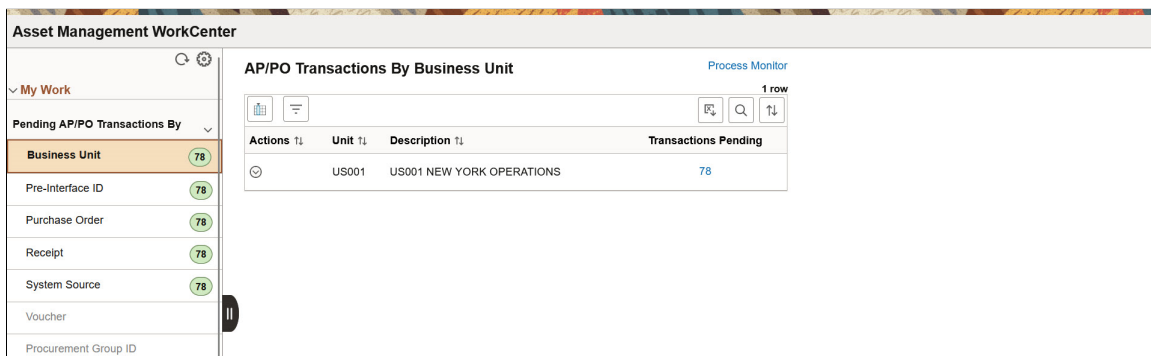 Asset Management WorkCenter
My Work
Pending AP/PO Transactions By
Business Unit 78
Pre-Interface ID 78
Purchase Order 78
Receipt 78
System Source 78
Voucher
Procurement Group ID
AP/PO Transactions By Business Unit
Process Monitor
1 row
Actions Unit Description Transactions Pending
US001 US001 NEW YORK OPERATIONS 78